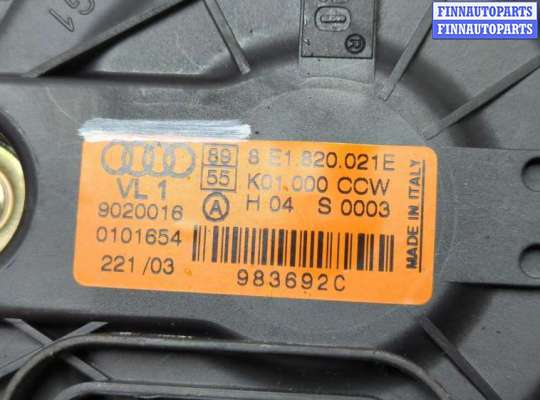 FINNAUTOPARTS
FINNAUTOPARTS
G1
®
89 8 E1.820.021E
VL 1 55 K01.000 CCW
9020016 A H 04 S 0003
0101654
221/03
983692C
MADE IN ITALY